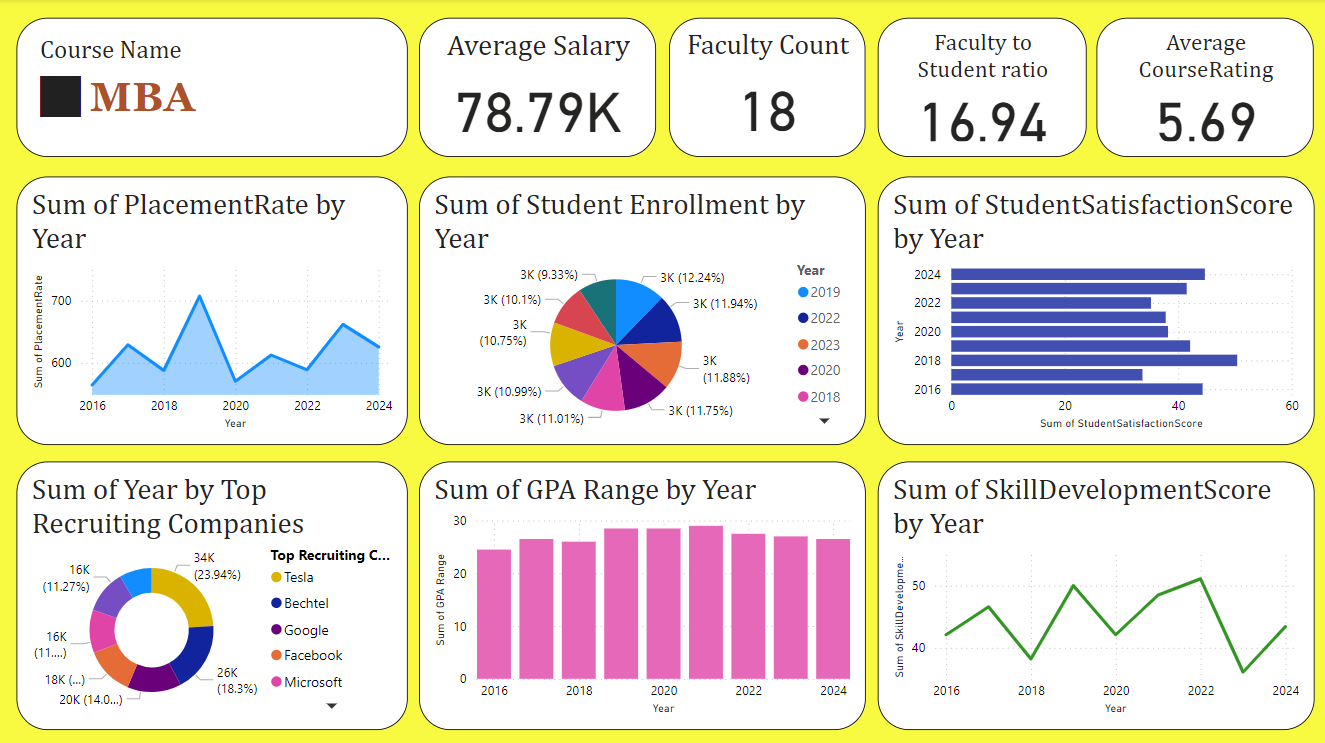 Course Name
MBA
Average Salary
78.79K
Faculty Count
18
Faculty to
Student ratio
16.94
Average
CourseRating
5.69
Sum of PlacementRate by
Year
Sum of PlacementRate
700
600
2016
2018
2020
2022
2024
Year
Sum of Student Enrollment by
Year
3K (9.33%)
3K (12.24%)
3K (10.1%)
3K (11.94%)
3K
(10.75%)
3K
(11.88%)
3K (10.99%)
3K (11.75%)
3K (11.01%)
Year
2019
2022
2023
2020
2018
Sum of StudentSatisfactionScore
by Year
Year
2024
2022
2020
2018
2016
0
20
40
60
Sum of StudentSatisfactionScore
Sum of Year by Top
Recruiting Companies
34K
(23.94%)
16K
(11.27%)
16K
(11....)
18K (...)
20K (14.0...)
26K
(18.3%)
Top Recruiting C...
Tesla
Bechtel
Google
Facebook
Microsoft
Sum of GPA Range by Year
Sum of GPA Range
30
20
10
0
2016
2018
2020
2022
2024
Year
Sum of SkillDevelopmentScore
by Year
Sum of SkillDevelopme...
50
40
2016
2018
2020
2022
2024
Year